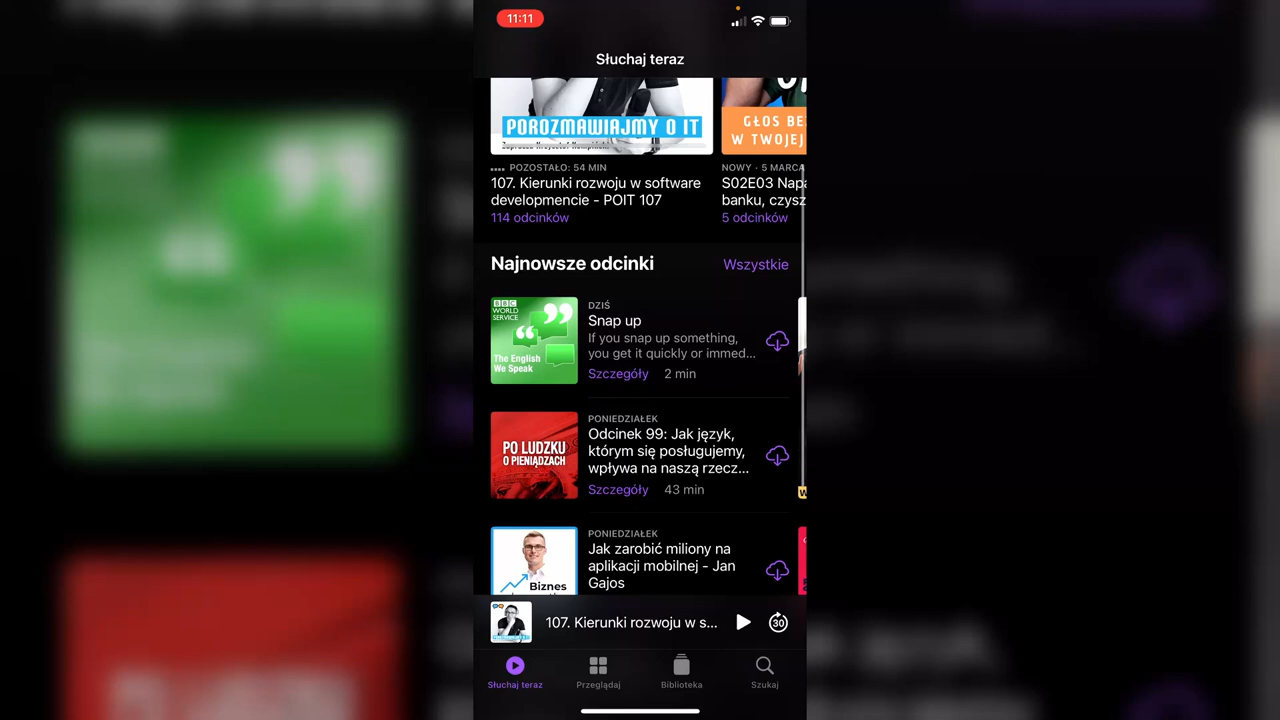 11:11
Słuchaj teraz
POROZMAWIAJMY O IT
GŁOS BE
W TWOJEJ
POZOSTAŁO: 54 MIN
107. Kierunki rozwoju w software
developmencie - POIT 107
114 odcinków
NOWY · 5 MARCA
S02E03 Napa
banku, czysz
5 odcinków
Najnowsze odcinki
Wszystkie
BBC
WORLD
SERVICE
The English
We Speak
DZIŚ
Snap up
If you snap up something,
you get it quickly or immed...
Szczegóły 2 min
PO LUDZKU
O PIENIĄDZACH
PONIEDZIAŁEK
Odcinek 99: Jak język,
którym się posługujemy,
wpływa na naszą rzecz...
Szczegóły 43 min
Biznes
PONIEDZIAŁEK
Jak zarobić miliony na
aplikacji mobilnej - Jan
Gajos
107. Kierunki rozwoju w s...
30
Słuchaj teraz
Przeglądaj
Biblioteka
Szukaj